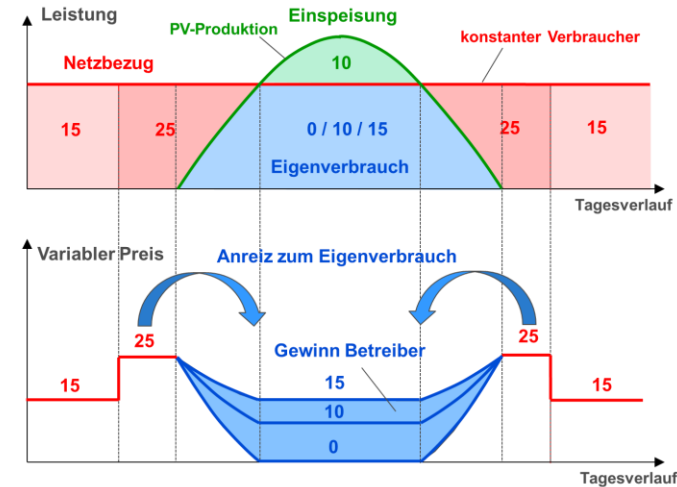 Leistung
Einspeisung
PV-Produktion
konstanter Verbraucher
Netzbezug
10
15
25
0 / 10 / 15
25
15
Eigenverbrauch
Tagesverlauf
Variabler Preis
Anreiz zum Eigenverbrauch
25
25
Gewinn Betreiber
15
15
15
10
0
Tagesverlauf